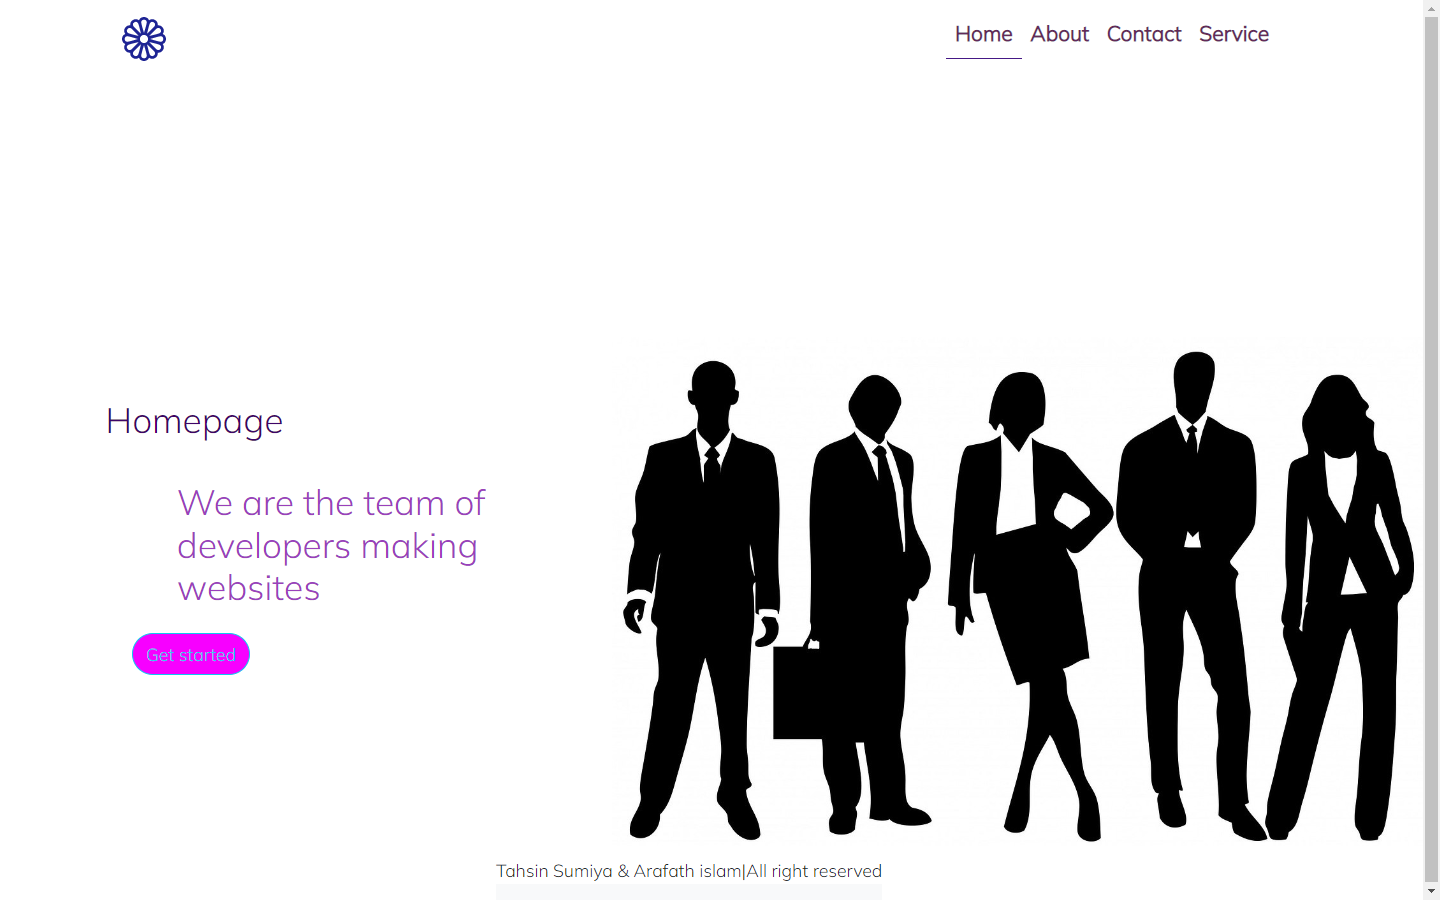 Home About Contact Service
Homepage
We are the team of
developers making
websites
Get started
Tahsin Sumiya & Arafath islam|All right reserved